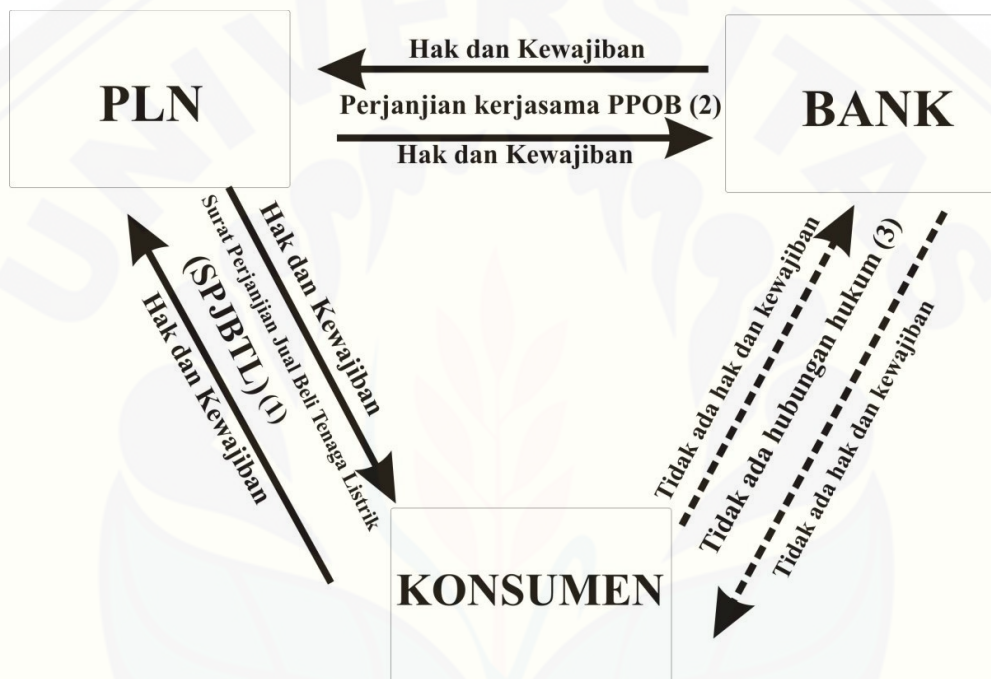 UNIVERSITAS
Hak dan Kewajiban
PLN
Perjanjian kerjasama PPOB (2)
BANK
Hak dan Kewajiban
Hak dan Kewajiban
Surat Perjanjian Jual Beli Tenaga Listrik
(SPJBTL) (1)
Hak dan Kewajiban
Tidak ada hak dan kewajiban
Tidak ada hubungan hukum (3)
Tidak ada hak dan kewajiban
KONSUMEN